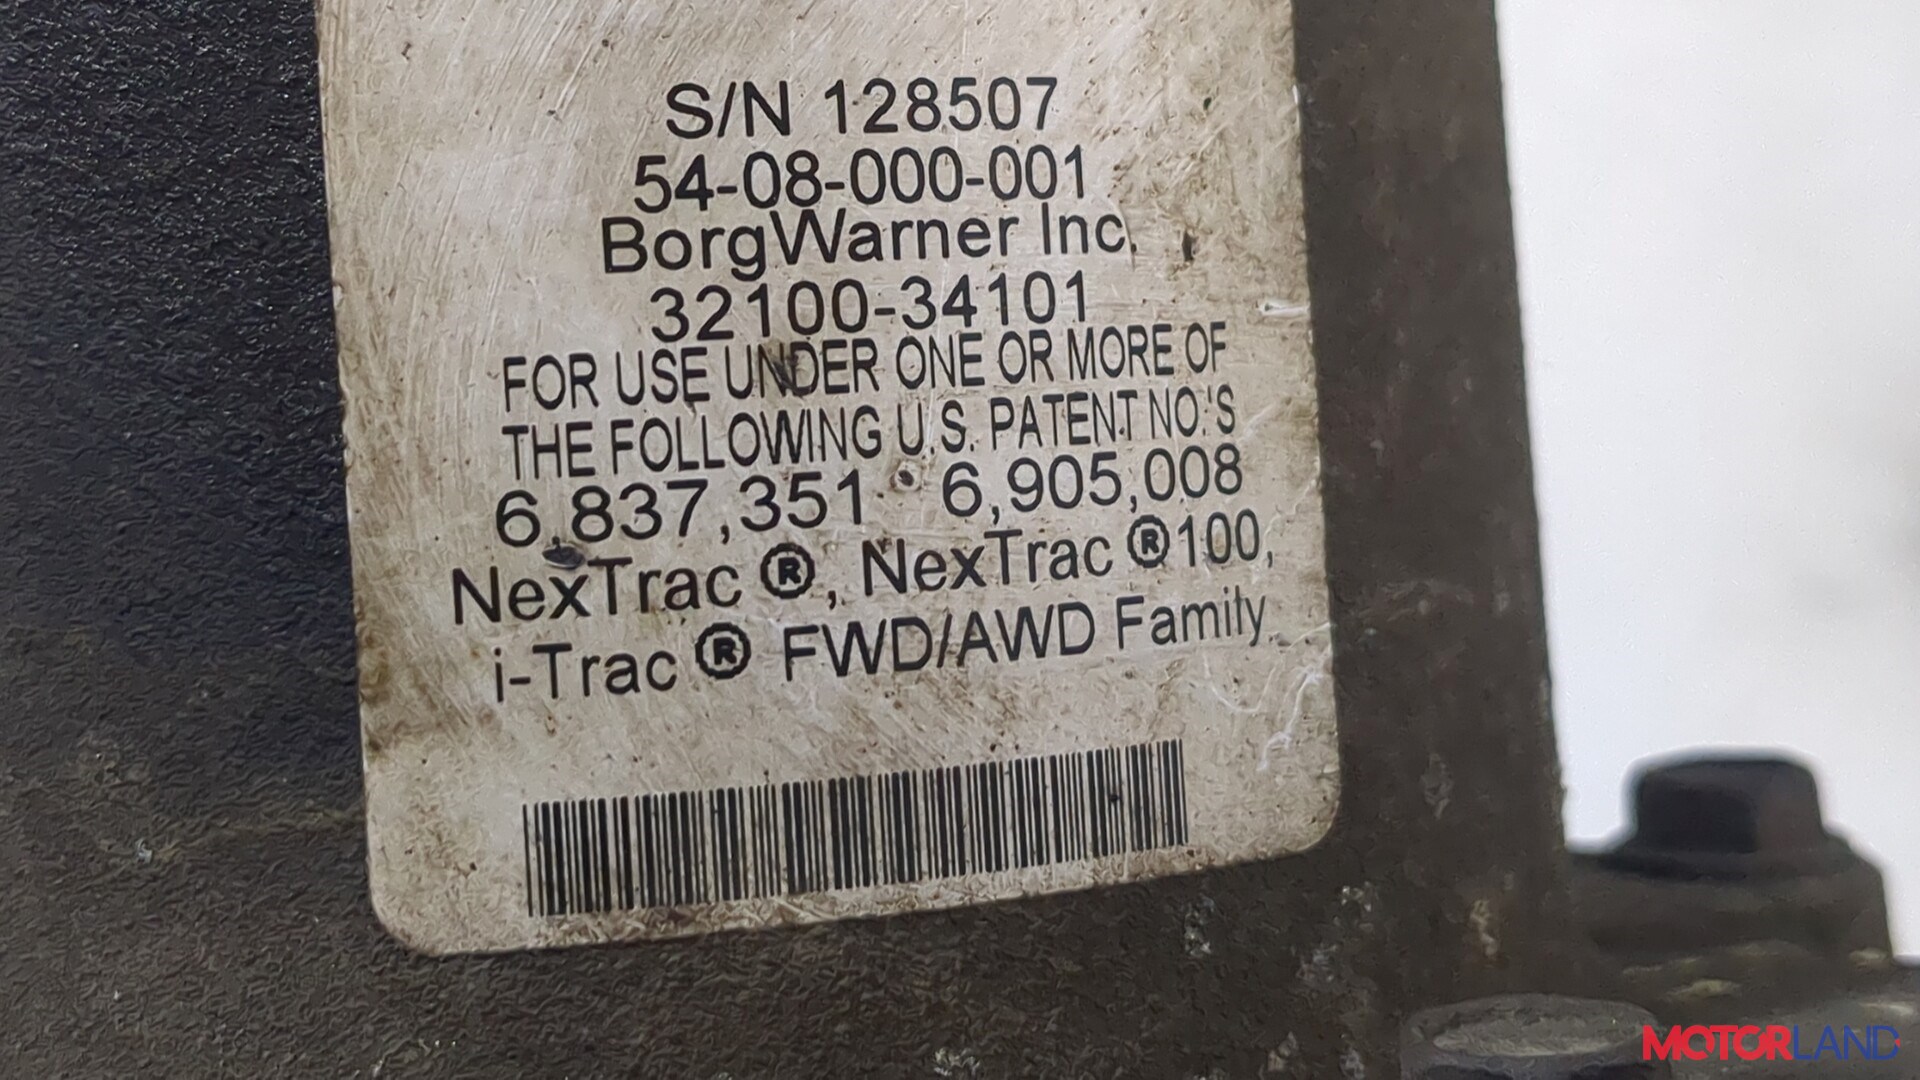 S/N 128507
54-08-000-001
BorgWarner Inc.
32100-34101
FOR USE UNDER ONE OR MORE OF
THE FOLLOWING U.S. PATENT NO.'S
6,837,351 6,905,008
NexTrac ®, NexTrac ®100,
i-Trac ® FWD/AWD Family
MOTORLAND